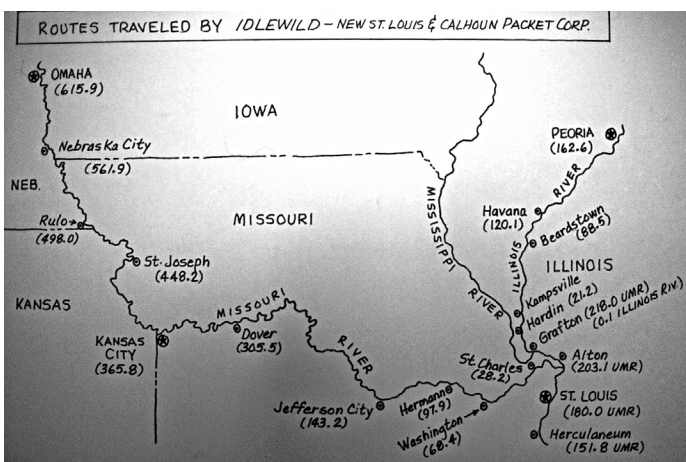 ROUTES TRAVELED BY IDLEWILD – NEW ST. LOUIS & CALHOUN PACKET CORP.
OMAHA
(615.9)
IOWA
PEORIA
(162.6)
Nebraska City
(561.9)
NEB.
MISSISSIPPI
RIVER
ILLINOIS
RIVER
Havana
(120.1)
Beardstown
(88.5)
Rulo
(498.0)
MISSOURI
St. Joseph
(448.2)
ILLINOIS
KANSAS
Kampsville
Hardin (21.2)
Grafton (218.0 UMR)
(0.1 ILLINOIS RIV.)
MISSOURI
RIVER
Dover
(305.5)
KANSAS
CITY
(365.8)
St. Charles
(28.2)
Alton
(203.1 UMR)
Jefferson City
(143.2)
Hermann
(97.9)
Washington
(68.4)
ST. LOUIS
(180.0 UMR)
Herculaneum
(151.8 UMR)